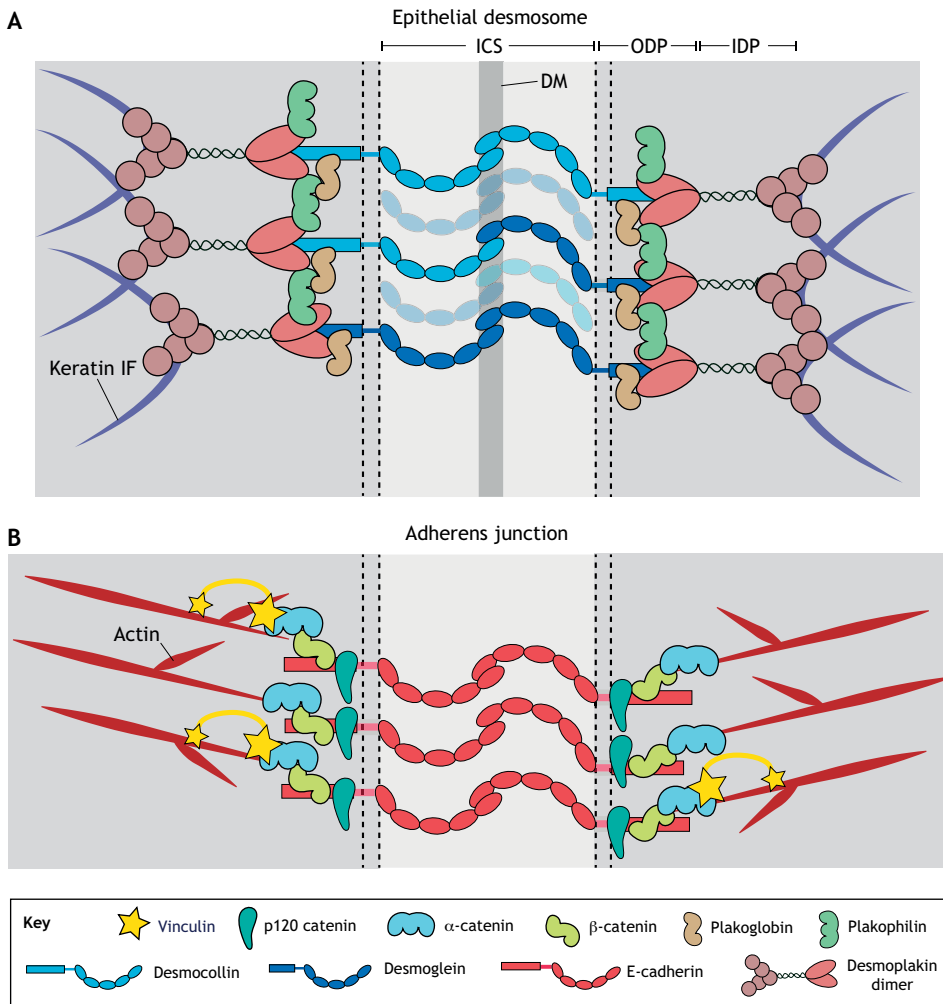 A
Epithelial desmosome
ICS
ODP
IDP
DM
Keratin IF
B
Adherens junction
Actin
Key
Vinculin
p120 catenin
α-catenin
β-catenin
Plakoglobin
Plakophilin
Desmocollin
Desmoglein
E-cadherin
Desmoplakin
dimer